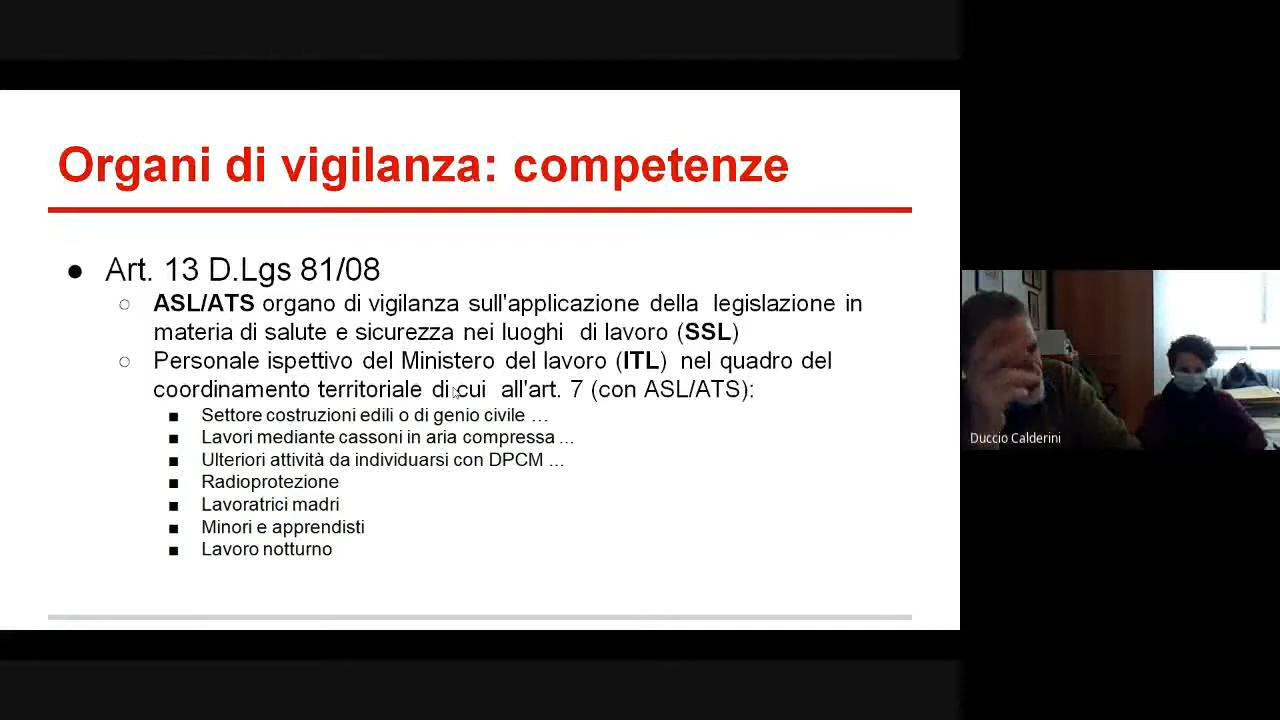 Organi di vigilanza: competenze
● Art. 13 D.Lgs 81/08
○ ASL/ATS organo di vigilanza sull'applicazione della legislazione in
materia di salute e sicurezza nei luoghi di lavoro (SSL)
○ Personale ispettivo del Ministero del lavoro (ITL) nel quadro del
coordinamento territoriale di cui all'art. 7 (con ASL/ATS):
■ Settore costruzioni edili o di genio civile ...
■ Lavori mediante cassoni in aria compressa ...
■ Ulteriori attività da individuarsi con DPCM ...
■ Radioprotezione
■ Lavoratrici madri
■ Minori e apprendisti
■ Lavoro notturno
Duccio Calderini